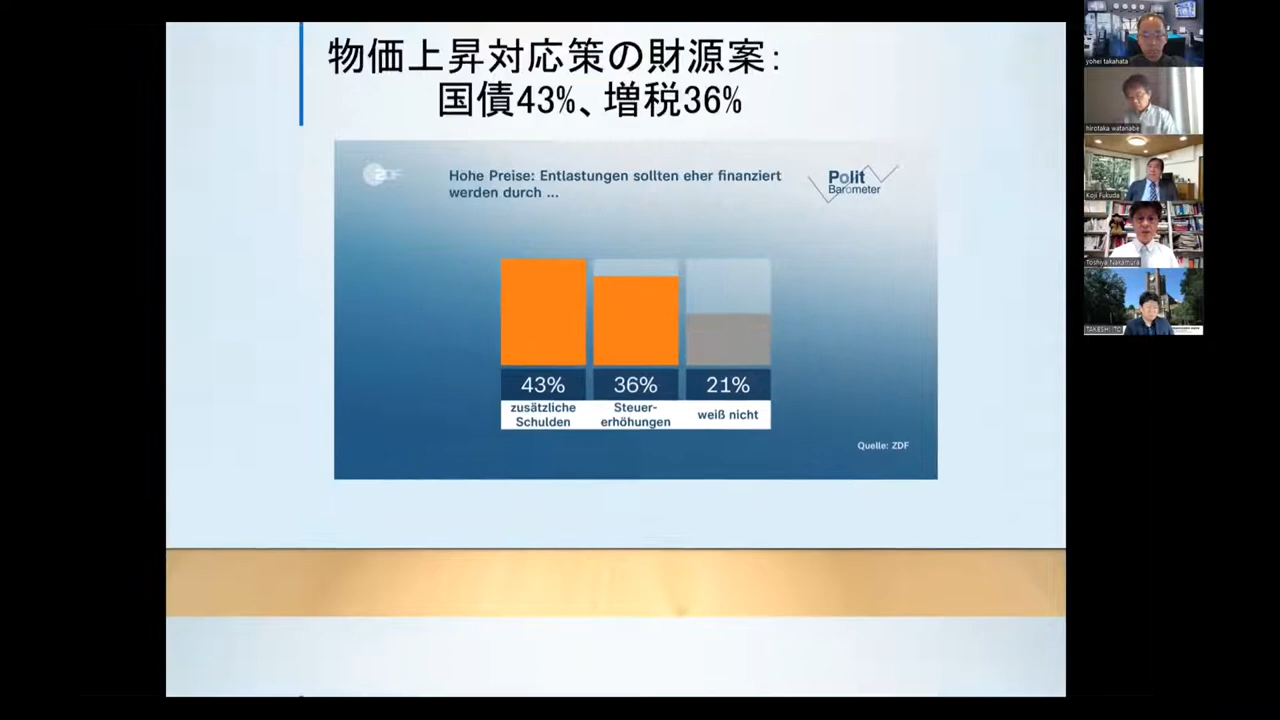 物価上昇対応策の財源案：
国債43%、増税36%
ZDF
Hohe Preise: Entlastungen sollten eher finanziert
werden durch ...
Polit
Barometer
43%
36%
21%
zusätzliche
Schulden
Steuer-
erhöhungen
weiß nicht
Quelle: ZDF
yohei takahata
hirotaka watanabe
Koji Fukuda
Toshiya Nakamura
TAKESHI ITO